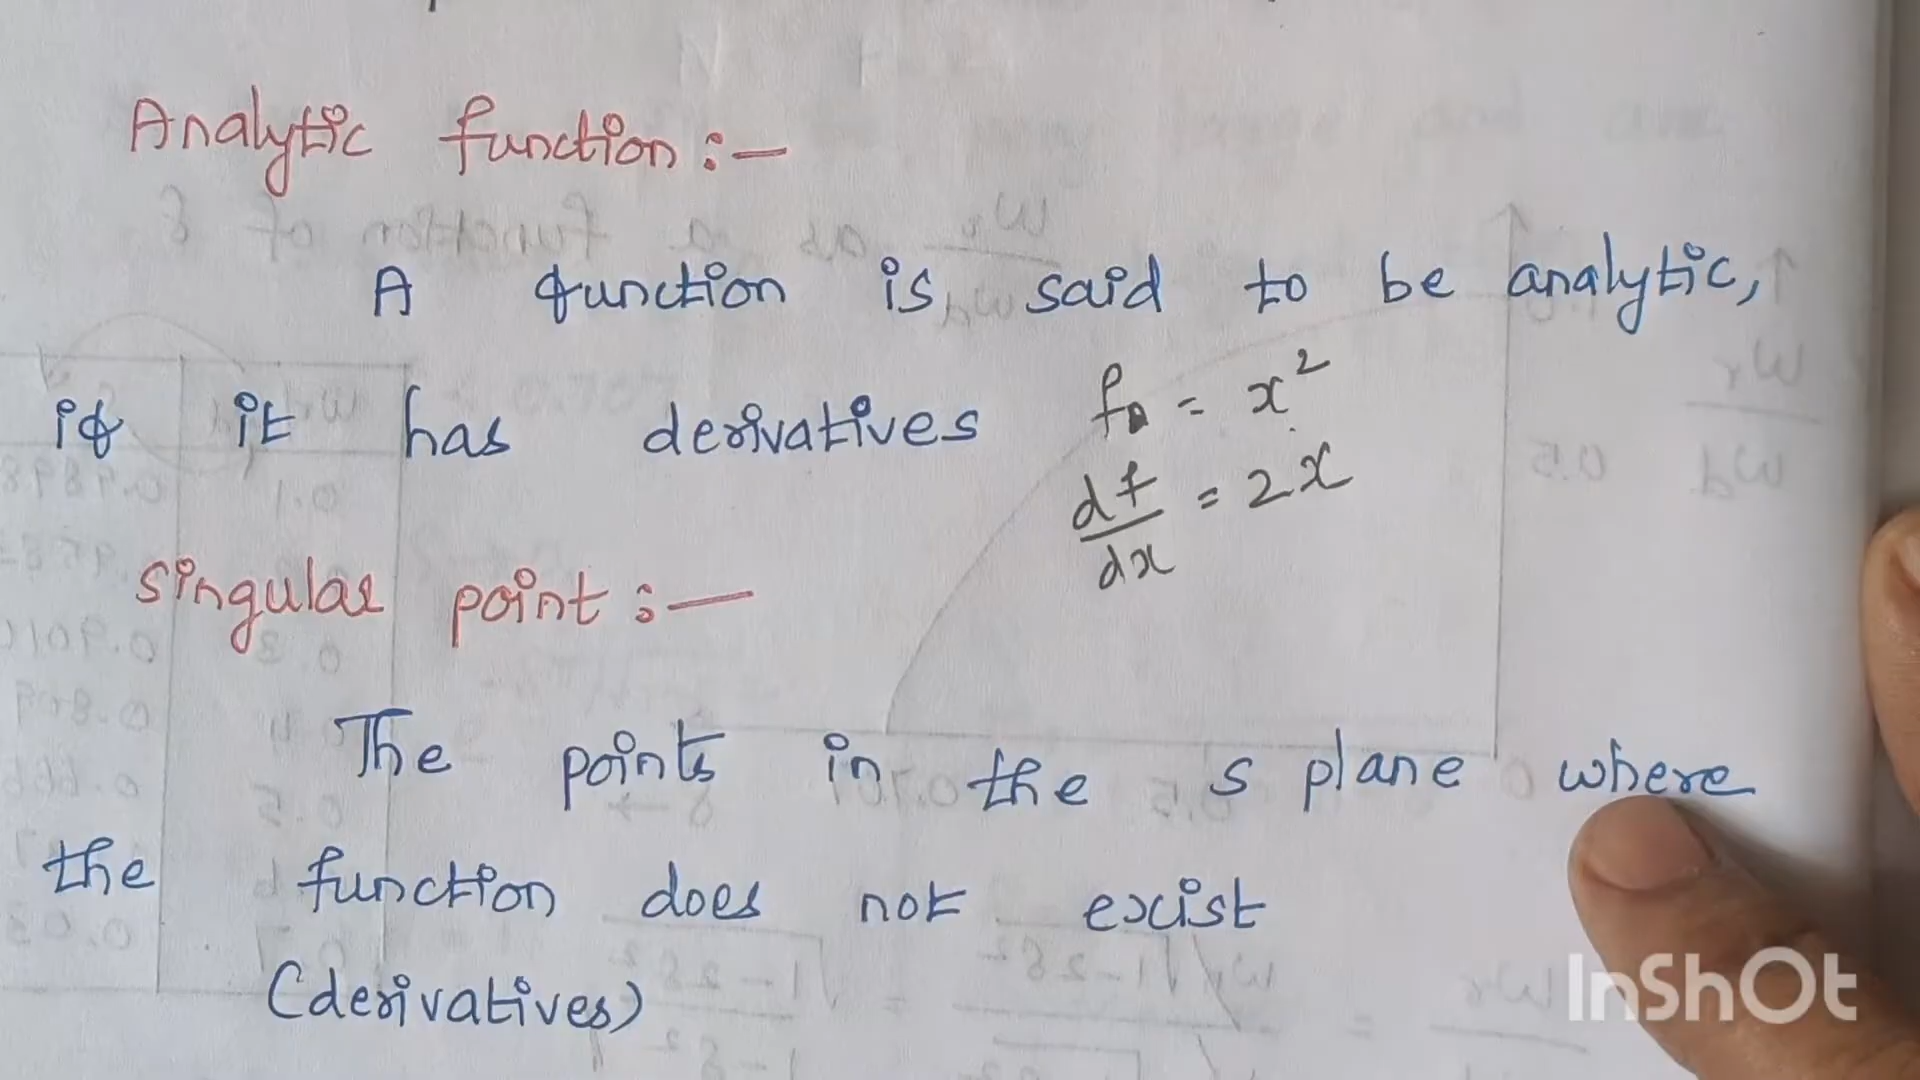 Analytic function :-
A function is said to be analytic,
if it has derivatives
f = x²
df/dx = 2x
Singular point :-
The points in the s plane where
the function does not exist
(derivatives)
InShOt